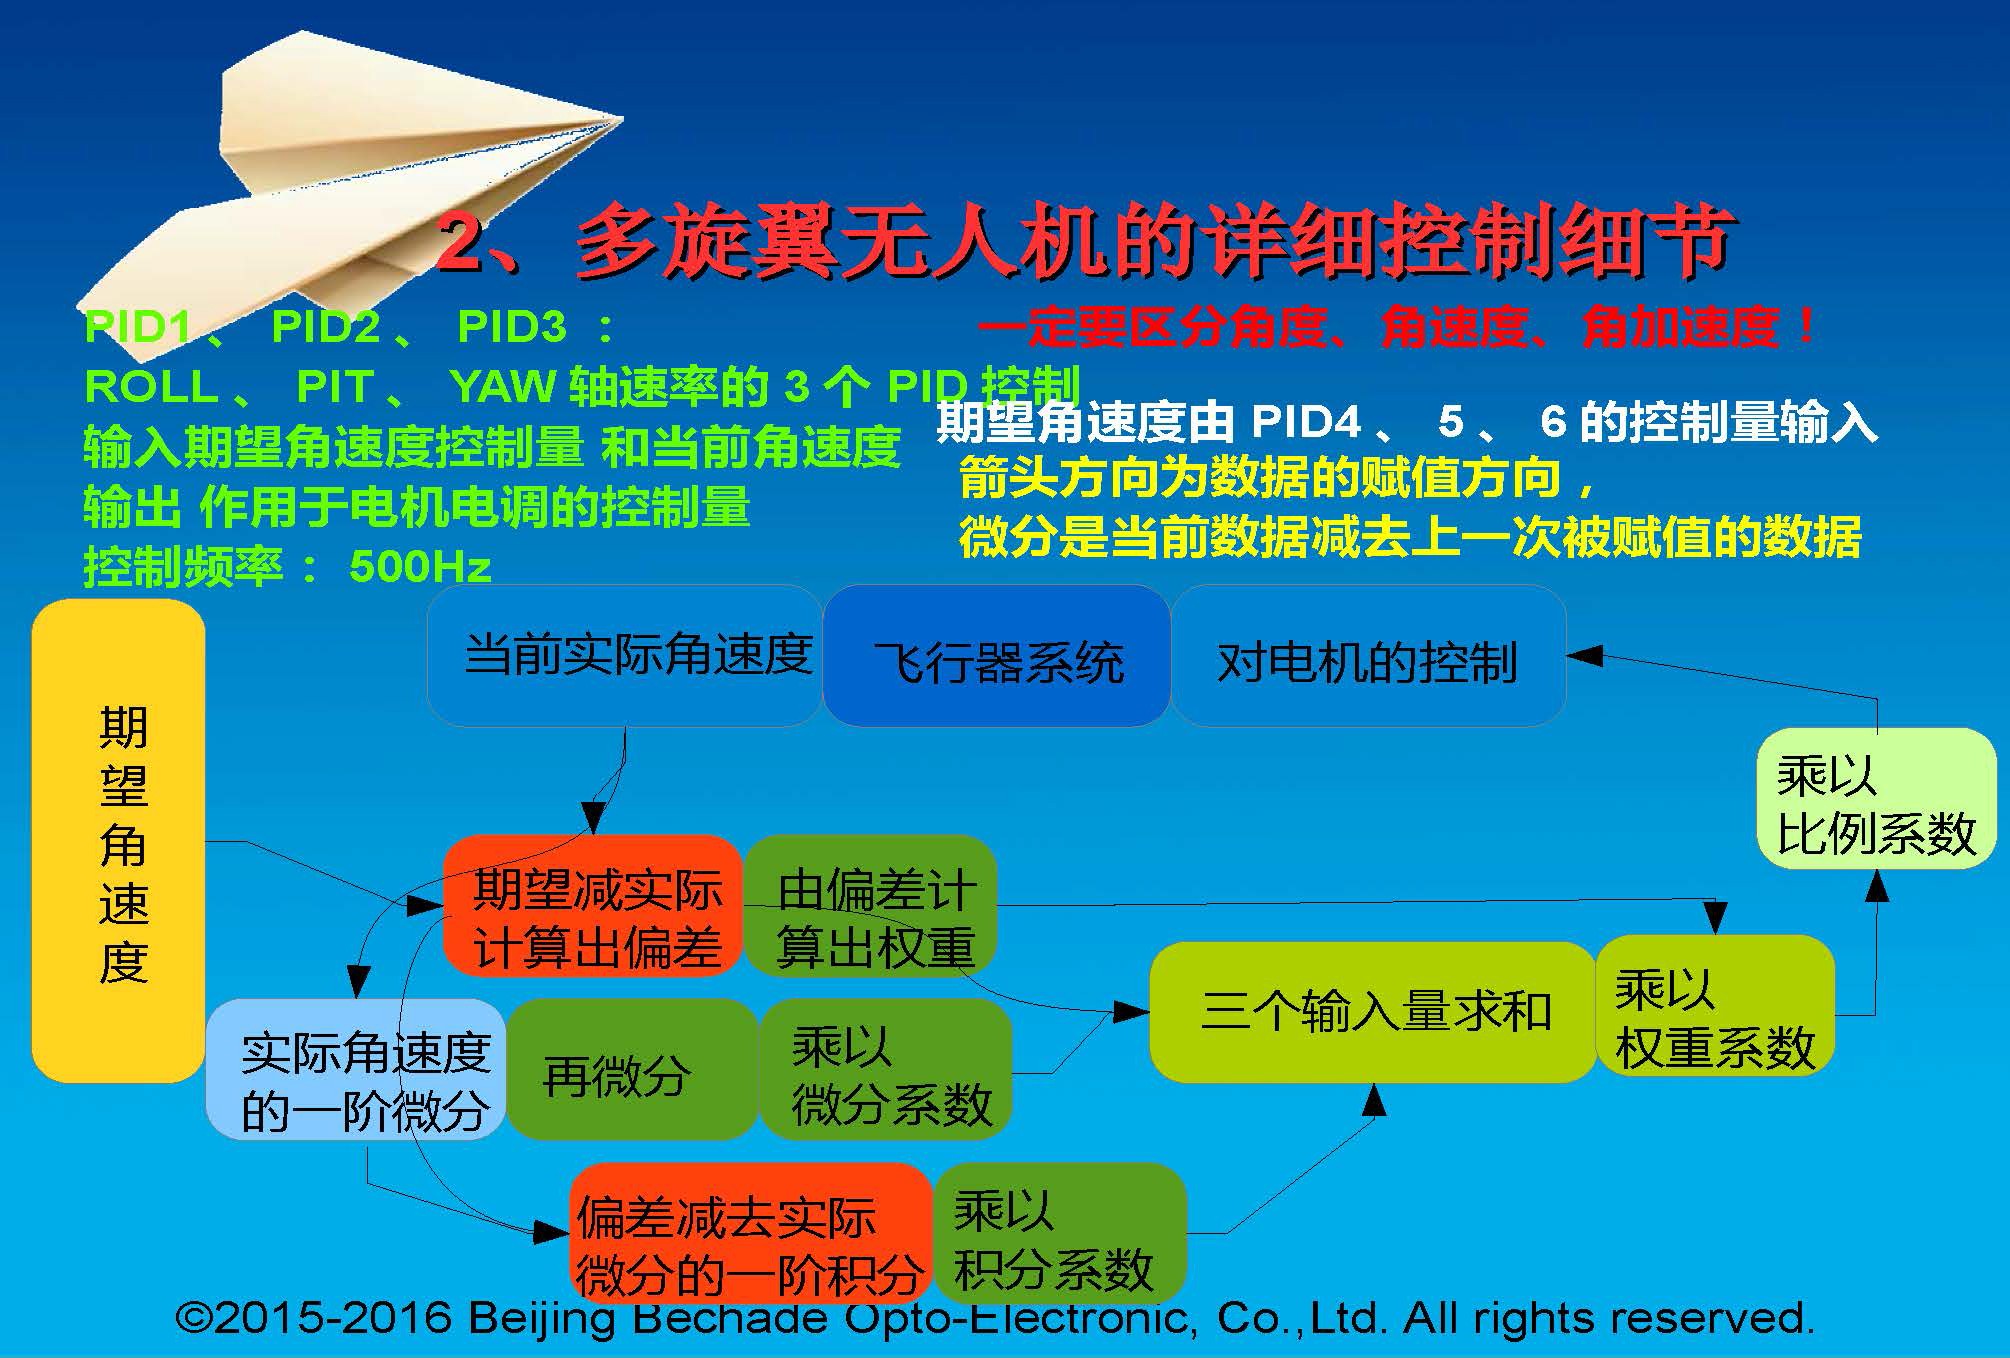 2、多旋翼无人机的详细控制细节
PID1、 PID2、 PID3 ：
ROLL、 PIT、 YAW轴速率的3个PID控制
输入期望角速度控制量 和当前角速度
输出 作用于电机电调的控制量
控制频率： 500Hz
一定要区分角度、角速度、角加速度！
期望角速度由PID4、 5、 6的控制量输入
箭头方向为数据的赋值方向，
微分是当前数据减去上一次被赋值的数据
期
望
角
速
度
当前实际角速度
飞行器系统
对电机的控制
乘以
比例系数
期望减实际
计算出偏差
由偏差计
算出权重
三个输入量求和
乘以
权重系数
实际角速度
的一阶微分
再微分
乘以
微分系数
偏差减去实际
微分的一阶积分
乘以
积分系数
©2015-2016 Beijing Bechade Opto-Electronic, Co.,Ltd. All rights reserved.